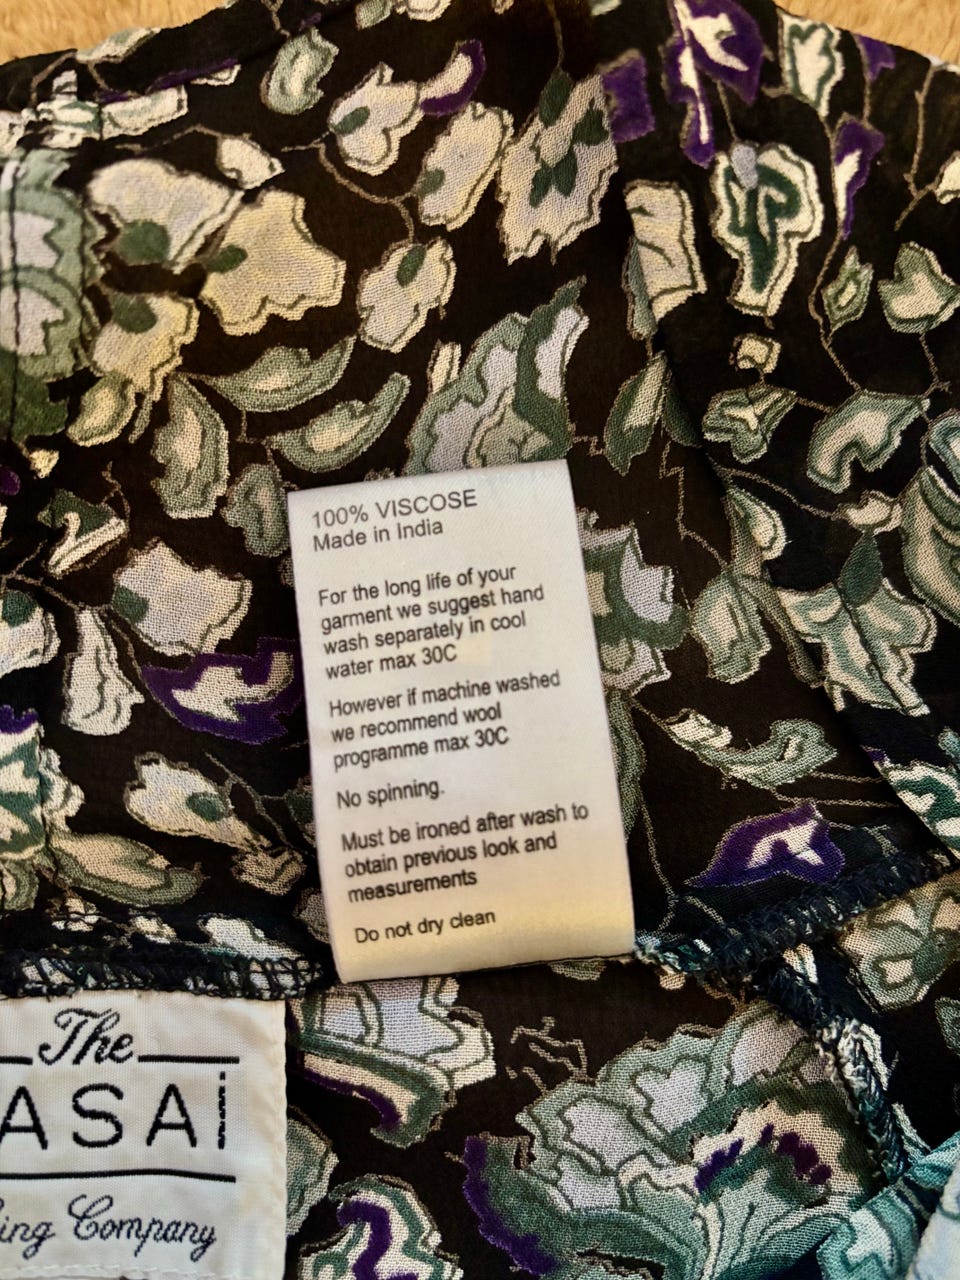 100% VISCOSE
Made in India
For the long life of your
garment we suggest hand
wash separately in cool
water max 30C
However if machine washed
we recommend wool
programme max 30C
No spinning.
Must be ironed after wash to
obtain previous look and
measurements
Do not dry clean
The
ASAi
ing Company